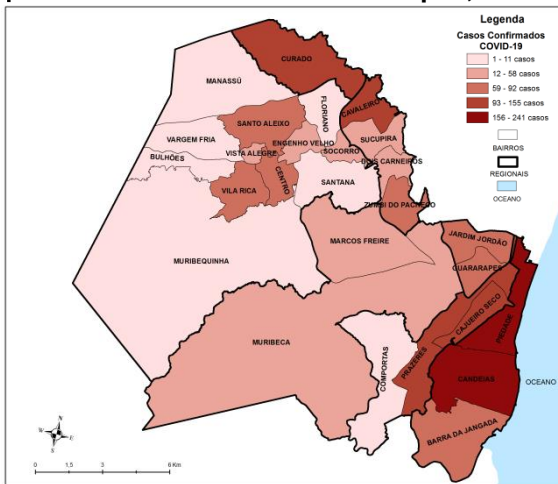 Legenda
Casos Confirmados
COVID-19
1 - 11 casos
12 - 58 casos
59 - 92 casos
93 - 155 casos
156 - 241 casos
BAIRROS
REGIONAIS
OCEANO
CURADO
MANASSÚ
FLORIANO
CAVALEIRO
SANTO ALEIXO
VARGEM FRIA
ENGENHO VELHO
SUCUPIRA
SOCORRO
VISTA ALEGRE
BULHÕES
DOIS CARNEIROS
CENTRO
VILA RICA
SANTANA
ZUMBI DO PACHECO
JARDIM JORDÃO
MARCOS FREIRE
MURIBEQUINHA
GUARARAPES
CAJUEIRO SECO
PIEDADE
MURIBECA
COMPORTAS
PRAZERES
CANDEIAS
OCEANO
BARRA DA JANGADA
N
W
E
S
0 1,5 3 6 Km